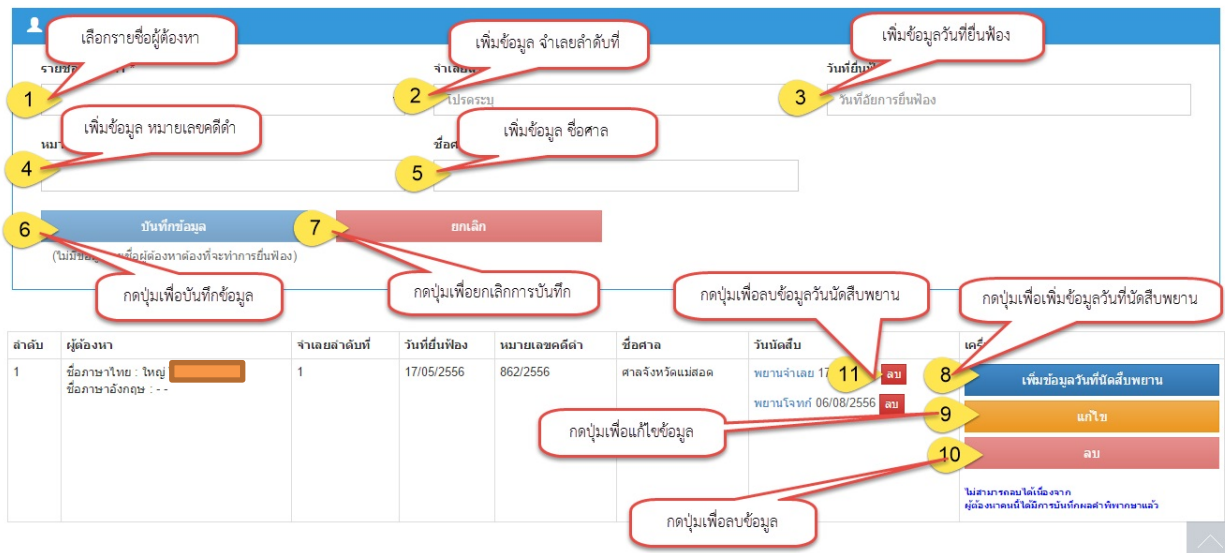 เลือกรายชื่อผู้ต้องหา
เพิ่มข้อมูล จำเลยลำดับที่
เพิ่มข้อมูลวันที่ยื่นฟ้อง
1
2 โปรดระบุ
3 วันที่อัยการยื่นฟ้อง
เพิ่มข้อมูล หมายเลขคดีดำ
เพิ่มข้อมูล ชื่อศาล
4
5
6 บันทึกข้อมูล
7 ยกเลิก
กดปุ่มเพื่อบันทึกข้อมูล
กดปุ่มเพื่อยกเลิกการบันทึก
กดปุ่มเพื่อลบข้อมูลวันนัดสืบพยาน
กดปุ่มเพื่อเพิ่มข้อมูลวันที่นัดสืบพยาน
ลำดับ ผู้ต้องหา จำเลยลำดับที่ วันที่ยื่นฟ้อง หมายเลขคดีดำ ชื่อศาล วันนัดสืบ
1 ชื่อภาษาไทย : ใหญ่ 1 17/05/2556 862/2556 ศาลจังหวัดแม่สอด พยานจำเลย 11 ลบ 8 เพิ่มข้อมูลวันที่นัดสืบพยาน
ชื่อภาษาอังกฤษ : - -
พยานโจทก์ 06/08/2556 ลบ 9 แก้ไข
กดปุ่มเพื่อแก้ไขข้อมูล
10 ลบ
ไม่สามารถลบได้เนื่องจาก
ผู้ต้องหาคนนี้ได้มีการบันทึกผลคำพิพากษาแล้ว
กดปุ่มเพื่อลบข้อมูล